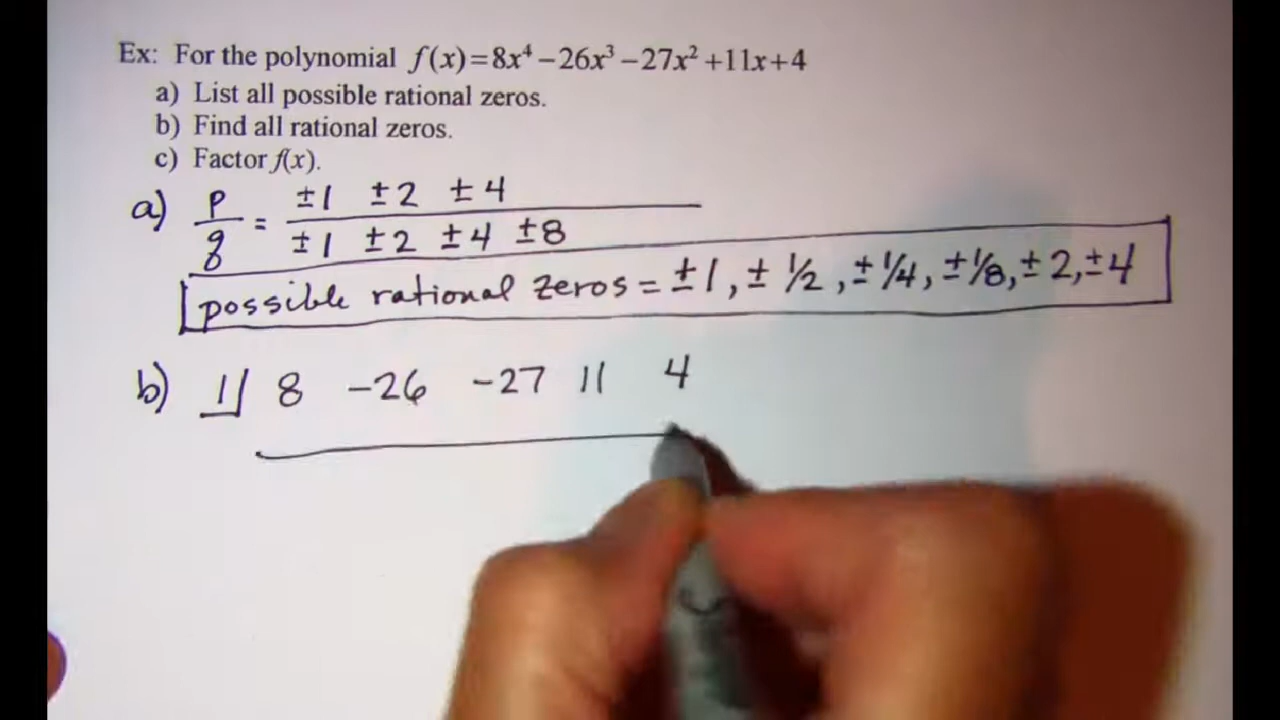 Ex: For the polynomial f(x)=8x⁴−26x³−27x²+11x+4
a) List all possible rational zeros.
b) Find all rational zeros.
c) Factor f(x).
a) p/q = ±1 ±2 ±4 / ±1 ±2 ±4 ±8
possible rational zeros = ±1, ± 1/2, ± 1/4, ± 1/8, ± 2, ± 4
b) 1| 8 −26 −27 11 4